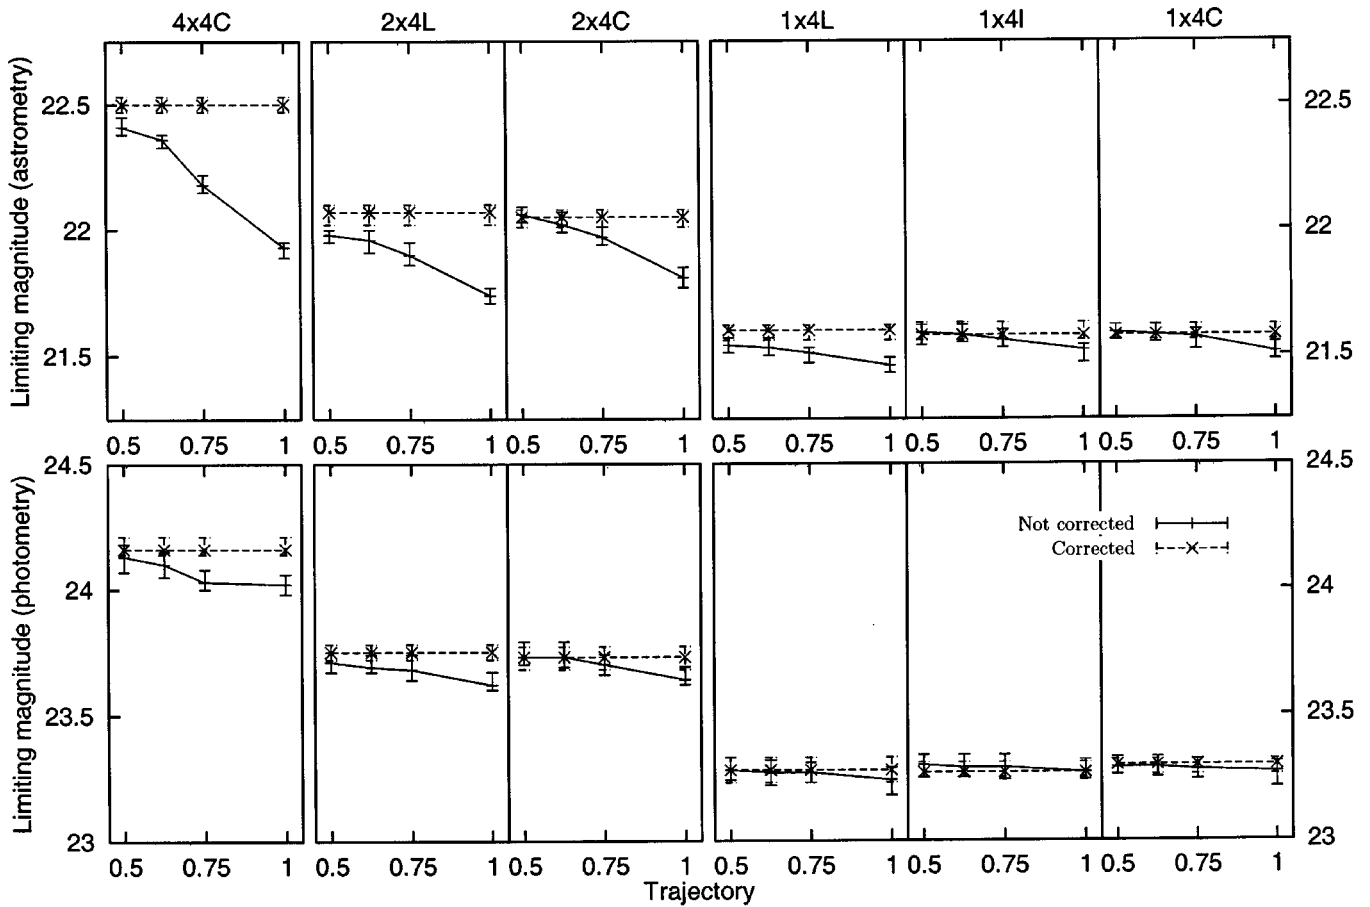 4x4C 2x4L 2x4C 1x4L 1x4I 1x4C
Limiting magnitude (astrometry)
22.5 22.5
22 22
21.5 21.5
0.5 0.75 1 0.5 0.75 1 0.5 0.75 1 0.5 0.75 1 0.5 0.75 1 0.5 0.75 1
Limiting magnitude (photometry)
24.5 24.5
Not corrected
Corrected
24 24
23.5 23.5
23 23
0.5 0.75 1 0.5 0.75 1 0.5 0.75 1 0.5 0.75 1 0.5 0.75 1 0.5 0.75 1
Trajectory